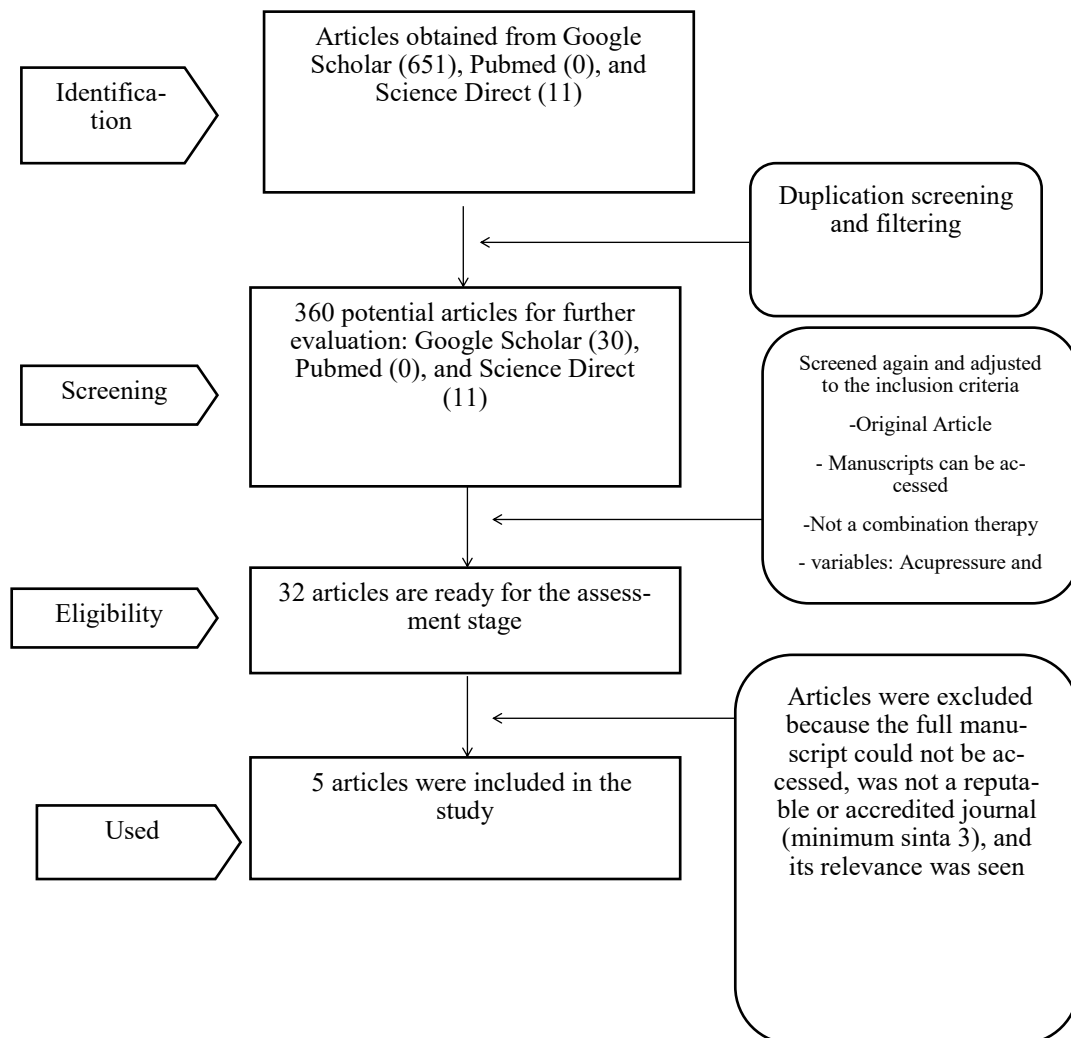 Articles obtained from Google
Scholar (651), Pubmed (0), and
Science Direct (11)
Identifica-
tion
Duplication screening
and filtering
360 potential articles for further
evaluation: Google Scholar (30),
Pubmed (0), and Science Direct
(11)
Screening
Screened again and adjusted
to the inclusion criteria
-Original Article
- Manuscripts can be ac-
cessed
-Not a combination therapy
- variables: Acupressure and
32 articles are ready for the assess-
ment stage
Eligibility
Articles were excluded
because the full manu-
script could not be ac-
cessed, was not a reputa-
ble or accredited journal
(minimum sinta 3), and
its relevance was seen
5 articles were included in the
study
Used